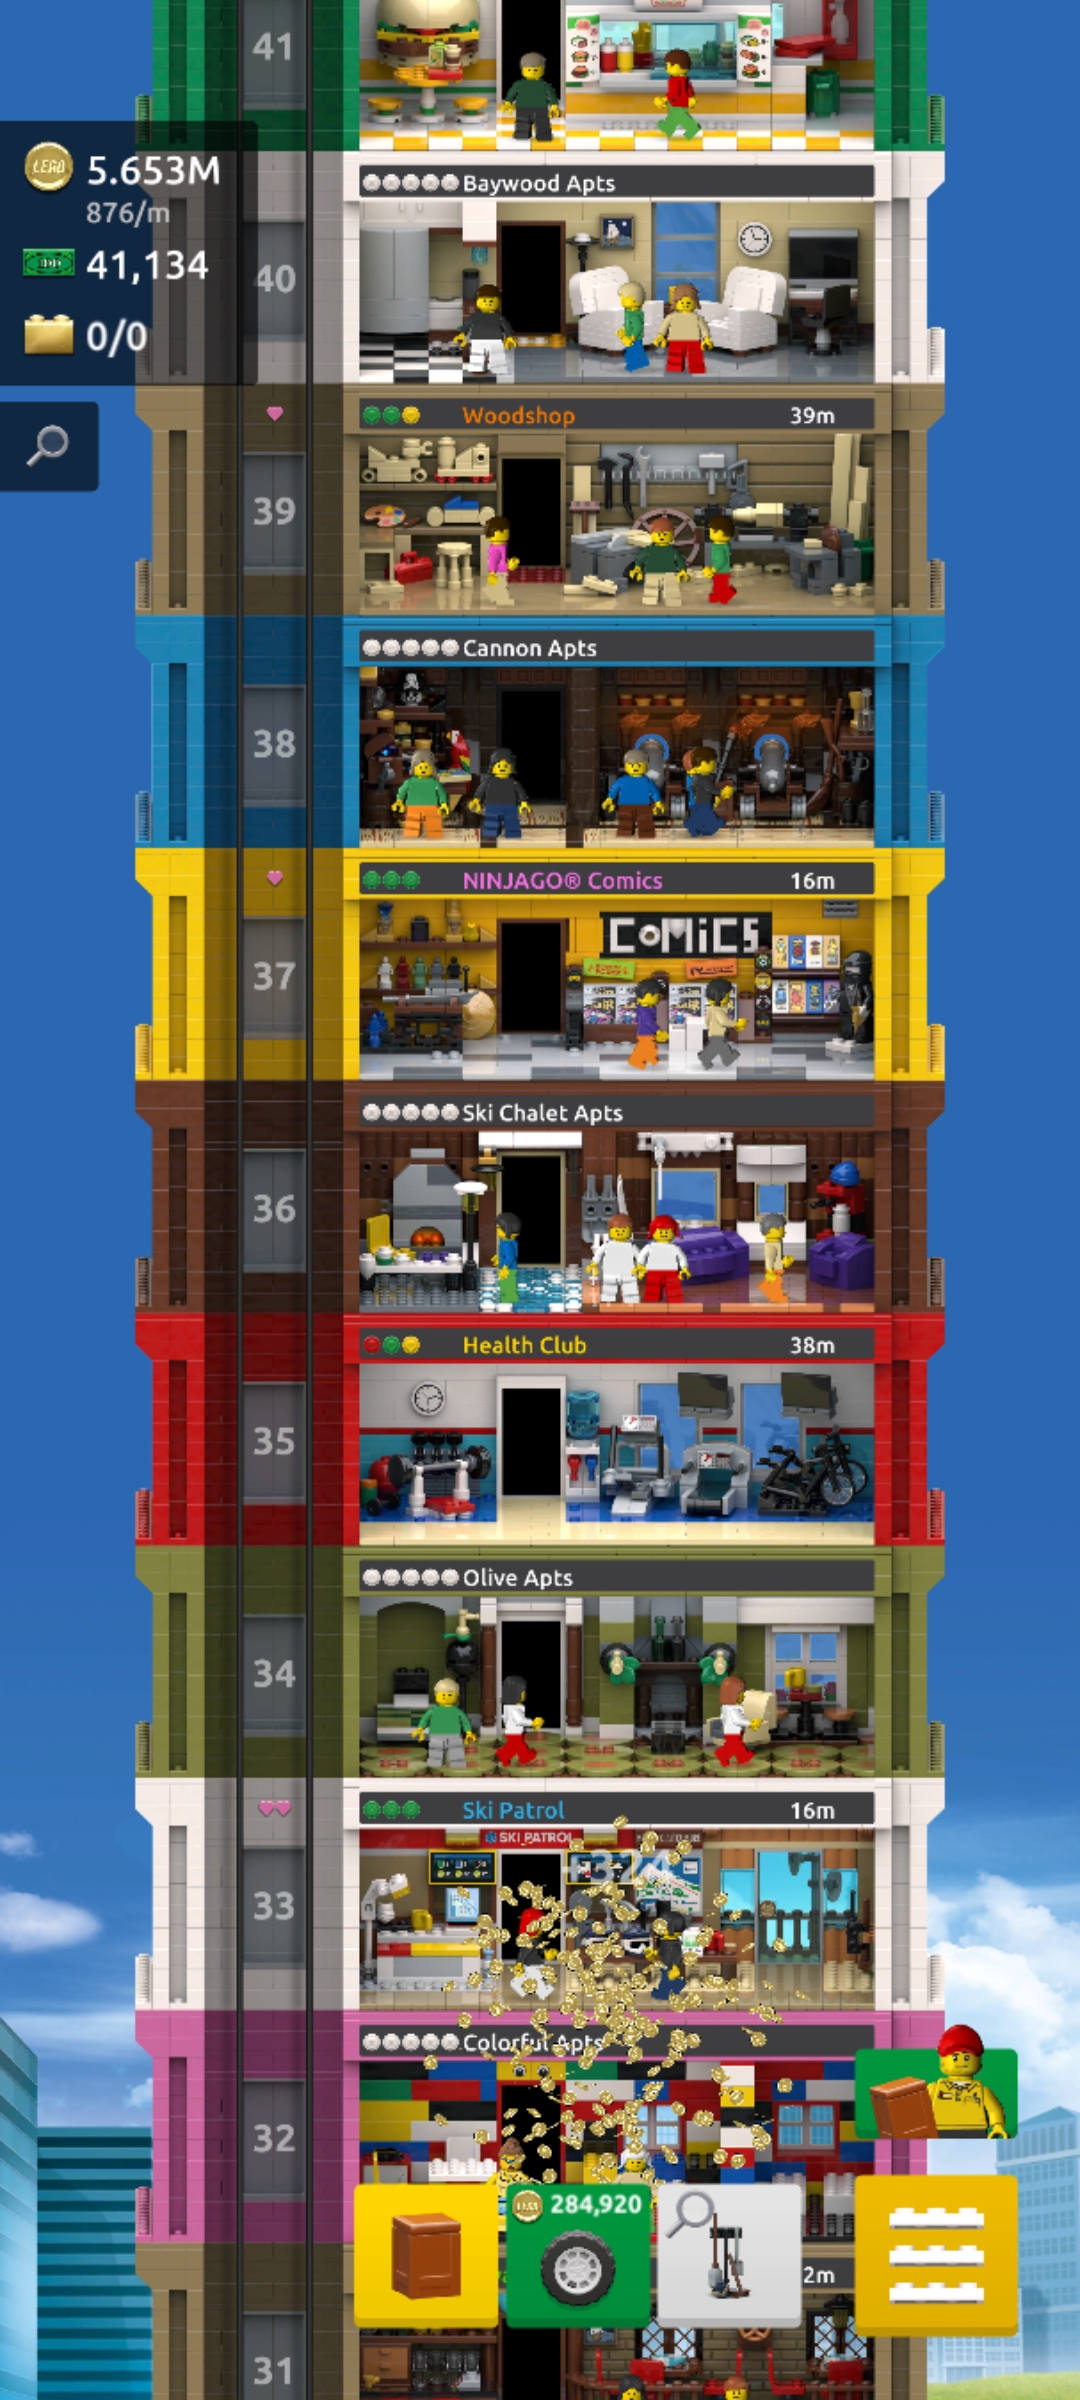 41
5.653M
876/m
41,134
0/0
Baywood Apts
40
Woodshop 39m
39
Cannon Apts
38
NINJAGO® Comics 16m
COMiCS
37
Ski Chalet Apts
36
Health Club 38m
35
Olive Apts
34
Ski Patrol 16m
SKI PATROL
33
Colorful Apts
32
284,920
2m
31